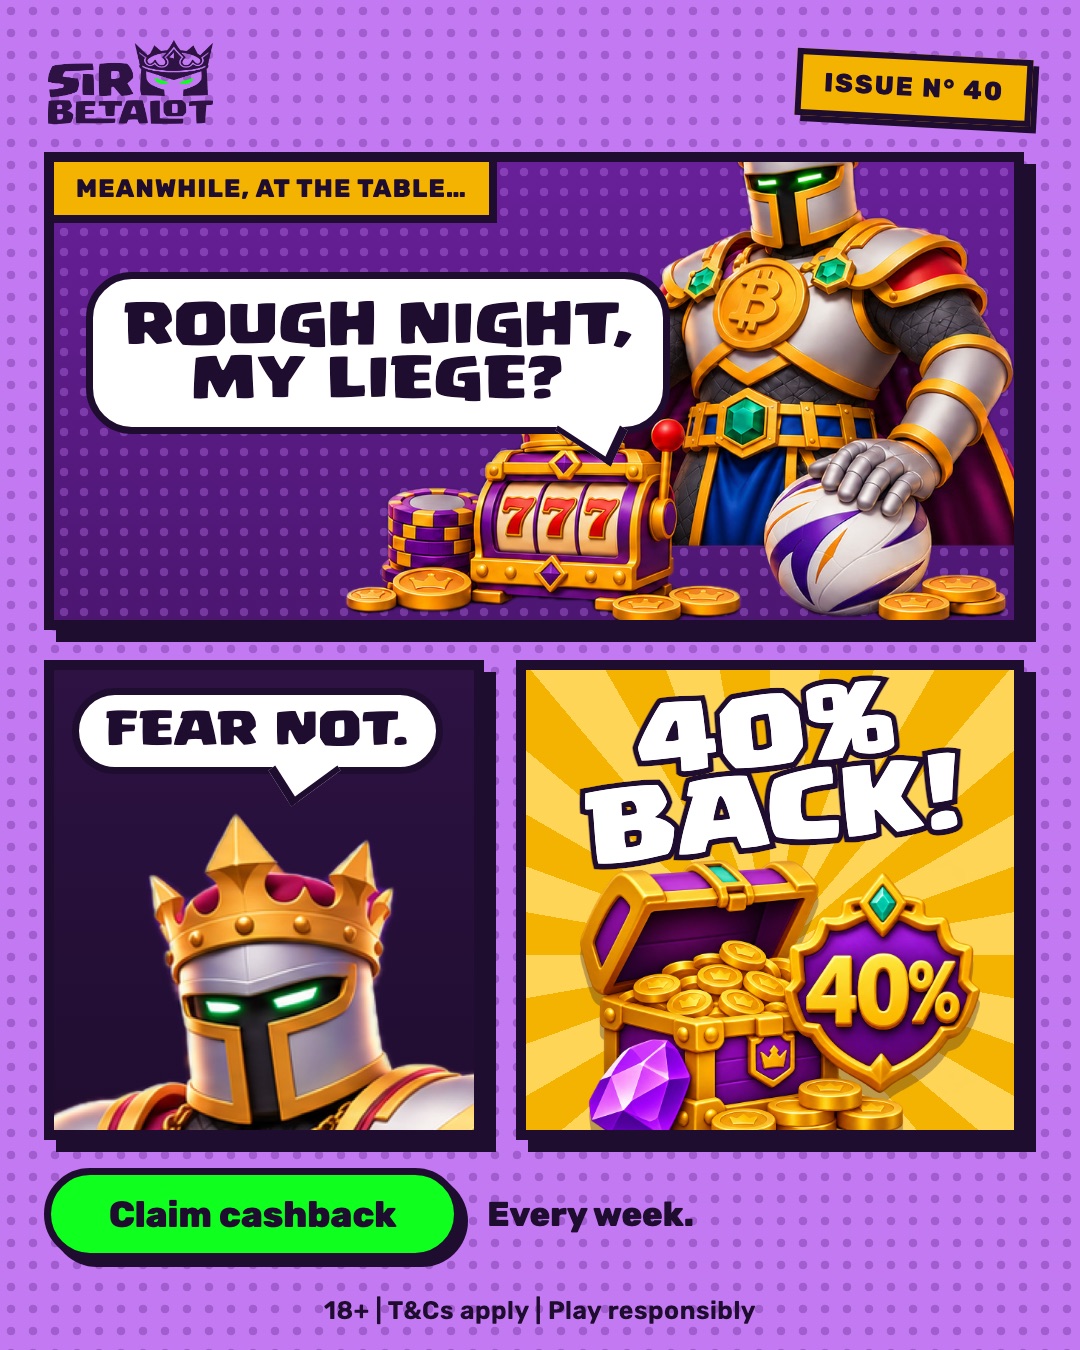 SIR
BETALOT
ISSUE N° 40
MEANWHILE, AT THE TABLE...
ROUGH NIGHT,
MY LIEGE?
777
FEAR NOT.
40%
BACK!
40%
Claim cashback
Every week.
18+ | T&Cs apply | Play responsibly